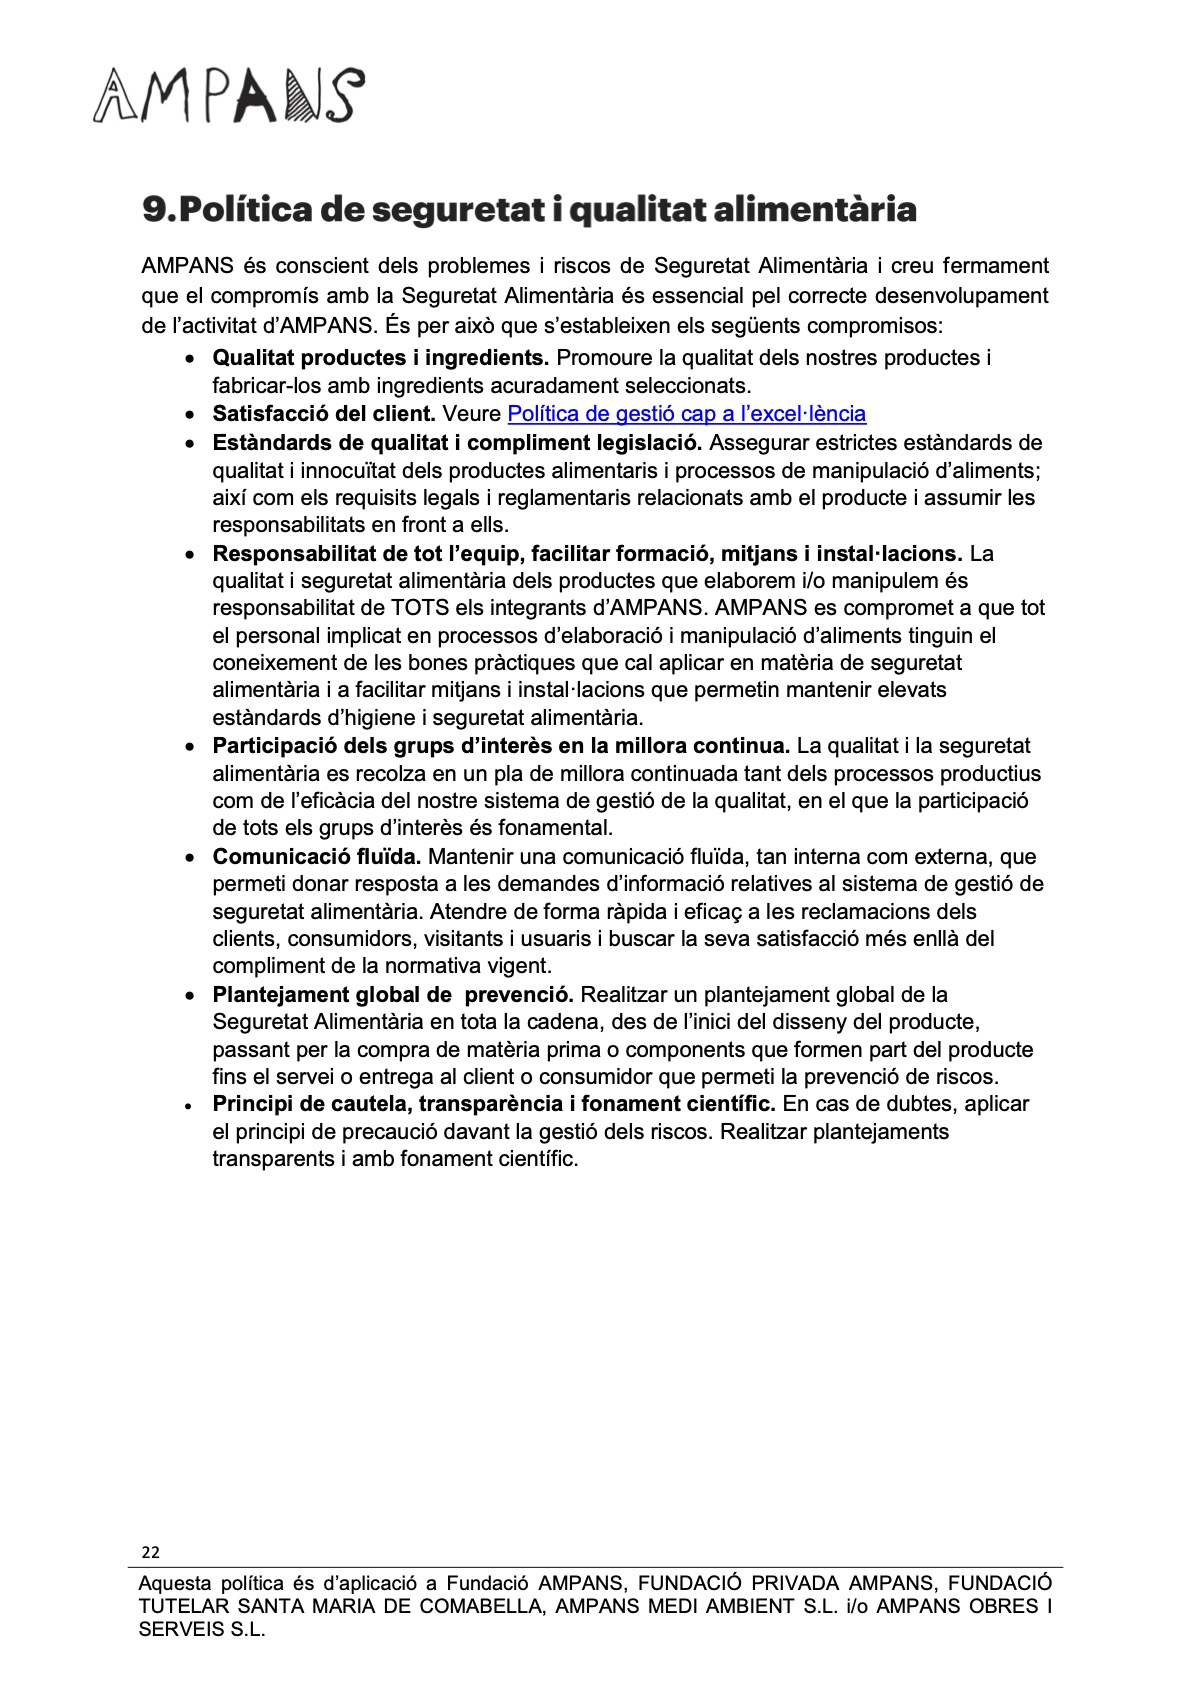 AMPANS
9.Política de seguretat i qualitat alimentària
AMPANS és conscient dels problemes i riscos de Seguretat Alimentària i creu fermament
que el compromís amb la Seguretat Alimentària és essencial pel correcte desenvolupament
de l’activitat d’AMPANS. És per això que s’estableixen els següents compromisos:
• Qualitat productes i ingredients. Promoure la qualitat dels nostres productes i
fabricar-los amb ingredients acuradament seleccionats.
• Satisfacció del client. Veure Política de gestió cap a l’excel·lència
• Estàndards de qualitat i compliment legislació. Assegurar estrictes estàndards de
qualitat i innocuïtat dels productes alimentaris i processos de manipulació d’aliments;
així com els requisits legals i reglamentaris relacionats amb el producte i assumir les
responsabilitats en front a ells.
• Responsabilitat de tot l’equip, facilitar formació, mitjans i instal·lacions. La
qualitat i seguretat alimentària dels productes que elaborem i/o manipulem és
responsabilitat de TOTS els integrants d’AMPANS. AMPANS es compromet a que tot
el personal implicat en processos d’elaboració i manipulació d’aliments tinguin el
coneixement de les bones pràctiques que cal aplicar en matèria de seguretat
alimentària i a facilitar mitjans i instal·lacions que permetin mantenir elevats
estàndards d’higiene i seguretat alimentària.
• Participació dels grups d’interès en la millora continua. La qualitat i la seguretat
alimentària es recolza en un pla de millora continuada tant dels processos productius
com de l’eficàcia del nostre sistema de gestió de la qualitat, en el que la participació
de tots els grups d’interès és fonamental.
• Comunicació fluïda. Mantenir una comunicació fluïda, tan interna com externa, que
permeti donar resposta a les demandes d’informació relatives al sistema de gestió de
seguretat alimentària. Atendre de forma ràpida i eficaç a les reclamacions dels
clients, consumidors, visitants i usuaris i buscar la seva satisfacció més enllà del
compliment de la normativa vigent.
• Plantejament global de  prevenció. Realitzar un plantejament global de la
Seguretat Alimentària en tota la cadena, des de l’inici del disseny del producte,
passant per la compra de matèria prima o components que formen part del producte
fins el servei o entrega al client o consumidor que permeti la prevenció de riscos.
• Principi de cautela, transparència i fonament científic. En cas de dubtes, aplicar
el principi de precaució davant la gestió dels riscos. Realitzar plantejaments
transparents i amb fonament científic.
22
Aquesta política és d’aplicació a Fundació AMPANS, FUNDACIÓ PRIVADA AMPANS, FUNDACIÓ
TUTELAR SANTA MARIA DE COMABELLA, AMPANS MEDI AMBIENT S.L. i/o AMPANS OBRES I
SERVEIS S.L.